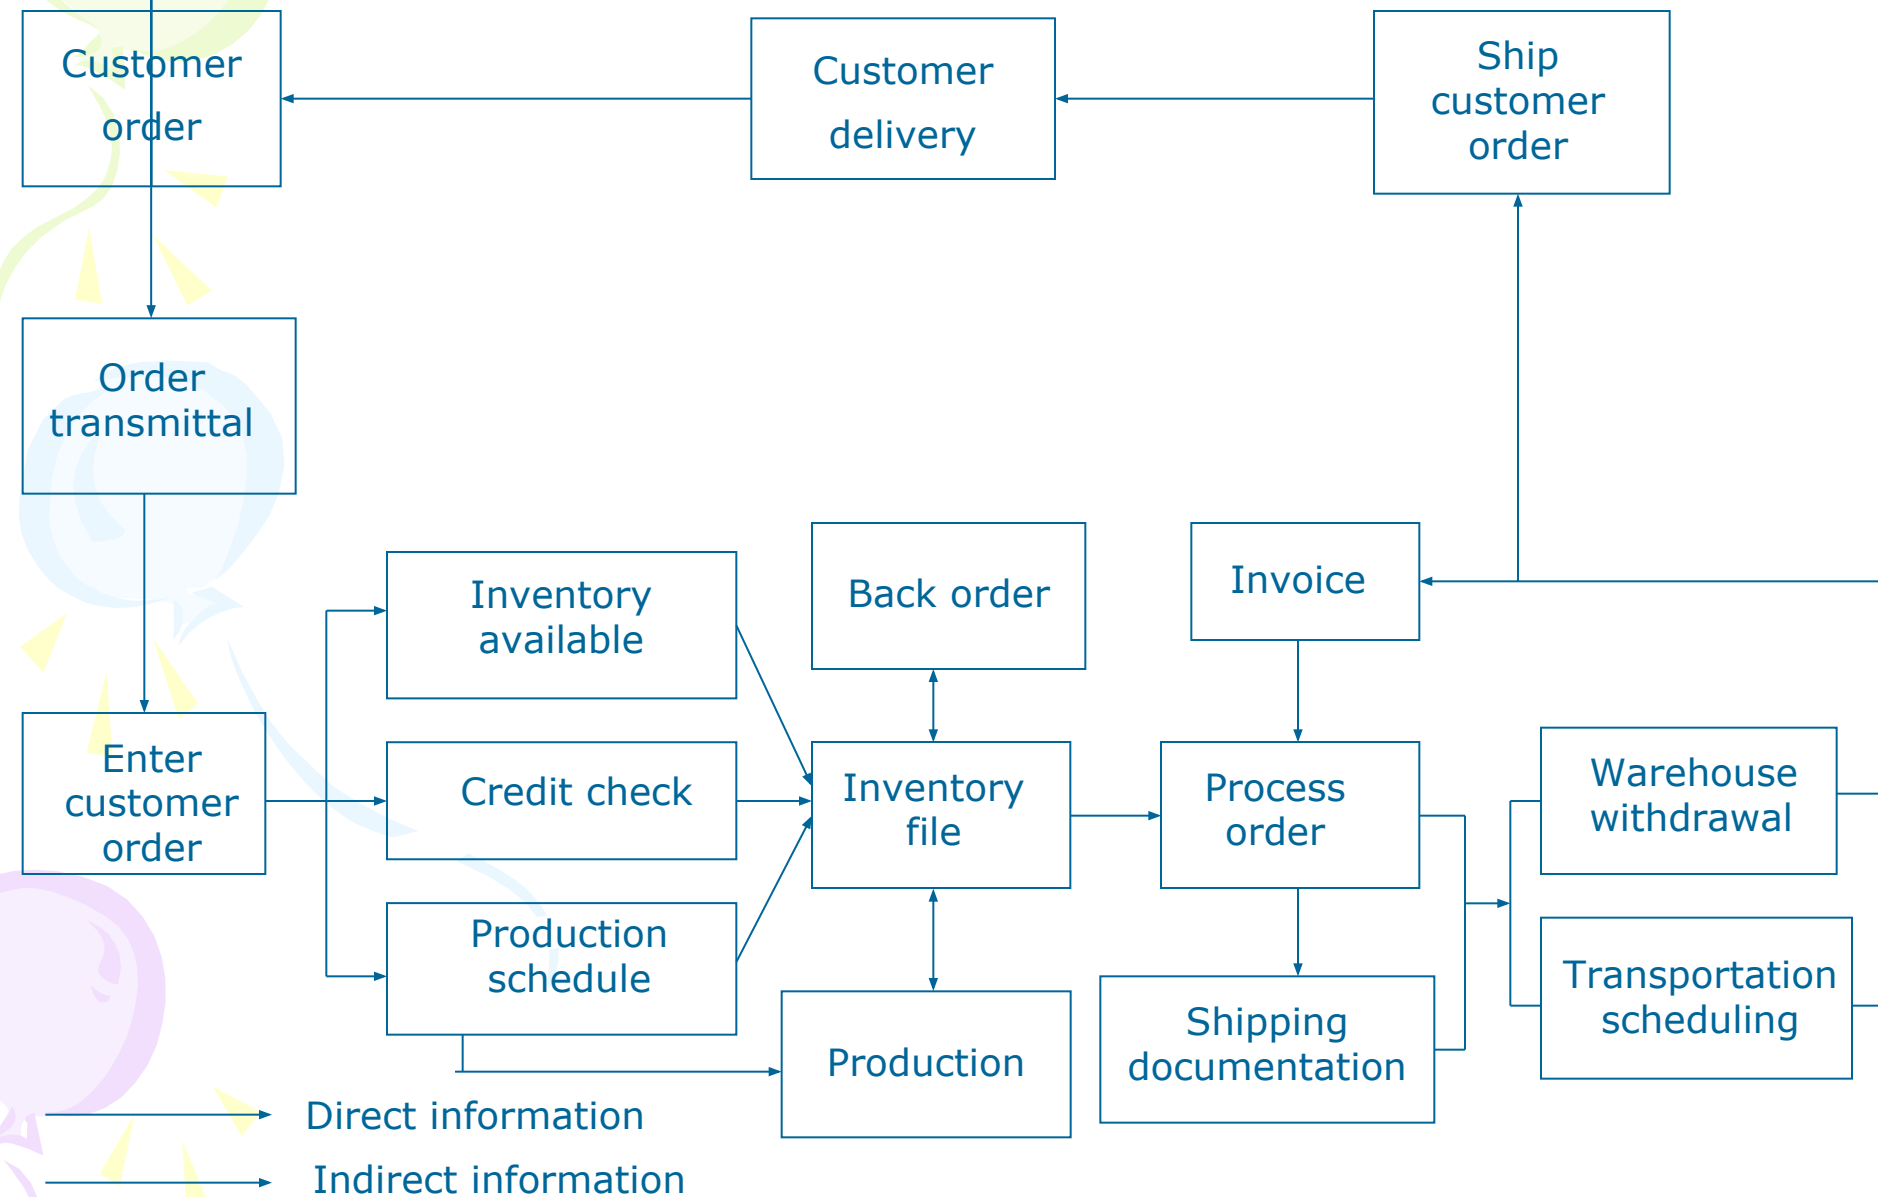 Customer
order
Customer
delivery
Ship
customer
order
Order
transmittal
Inventory
available
Back order
Invoice
Enter
customer
order
Credit check
Inventory
file
Process
order
Warehouse
withdrawal
Production
schedule
Production
Shipping
documentation
Transportation
scheduling
Direct information
Indirect information